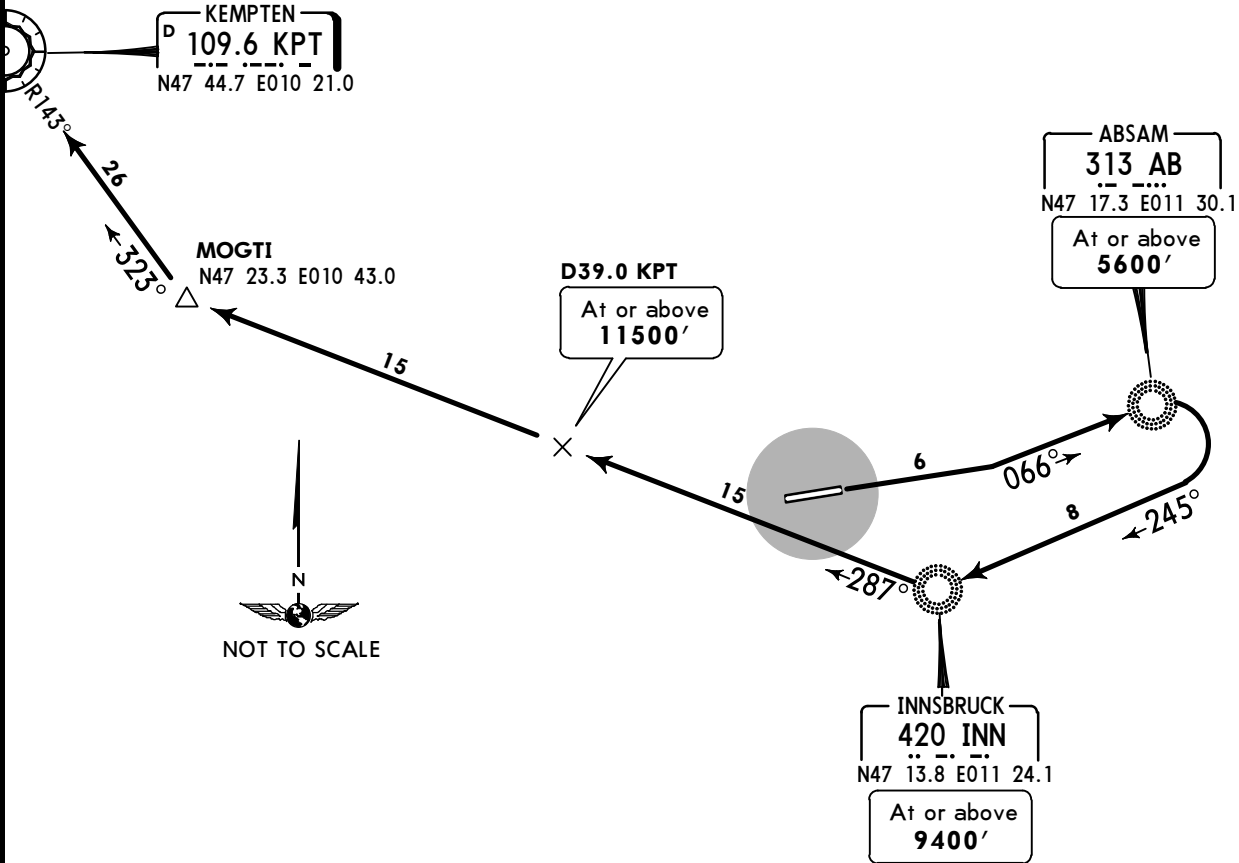 KEMPTEN
D 109.6 KPT
N47 44.7 E010 21.0
R143°
26
323°
MOGTI
N47 23.3 E010 43.0
15
D39.0 KPT
At or above
11500′
ABSAM
313 AB
N47 17.3 E011 30.1
At or above
5600′
6
066°
8
245°
15
287°
N
NOT TO SCALE
INNSBRUCK
420 INN
N47 13.8 E011 24.1
At or above
9400′